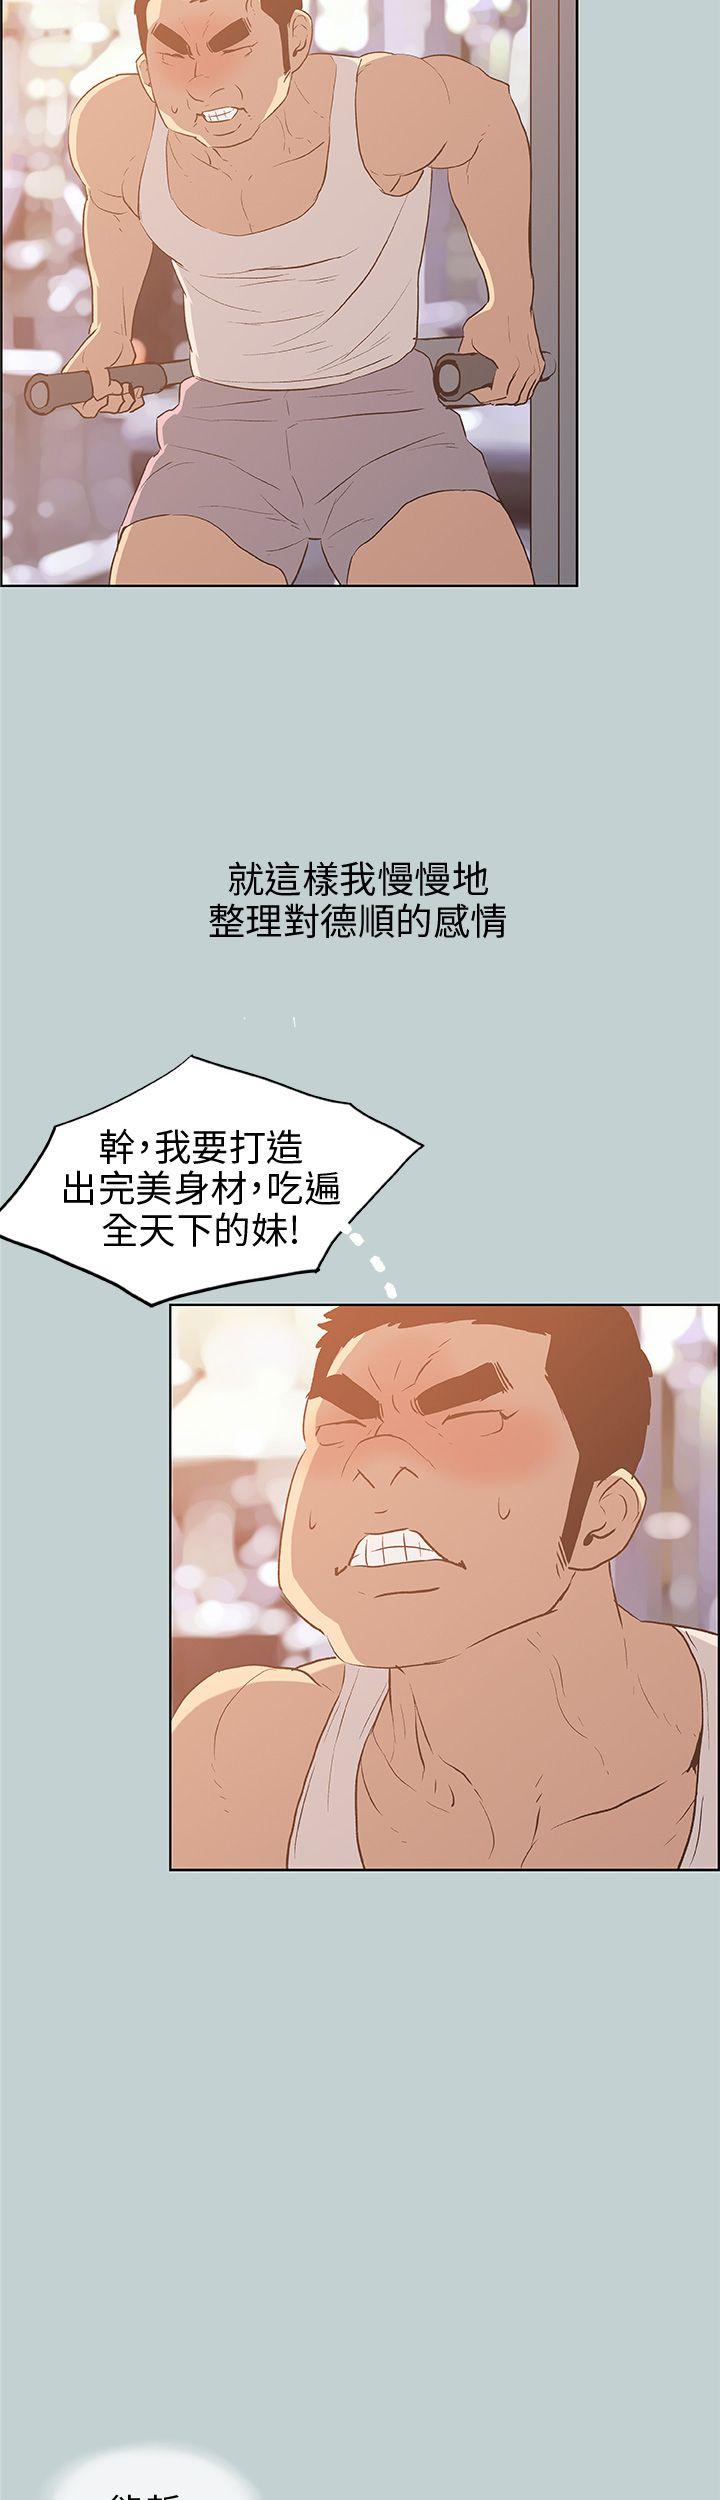 就這樣我慢慢地
整理對德順的感情
幹，我要打造
出完美身材，吃遍
全天下的妹！